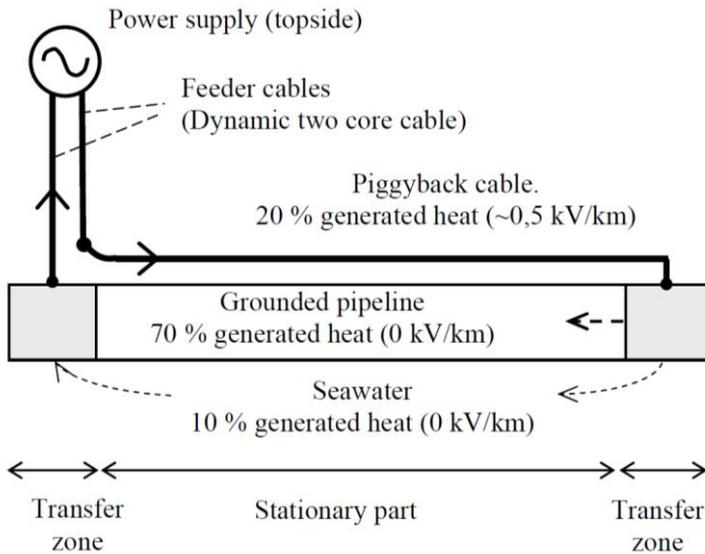 Power supply (topside)
Feeder cables
(Dynamic two core cable)
Piggyback cable.
20 % generated heat (~0,5 kV/km)
Grounded pipeline
70 % generated heat (0 kV/km)
Seawater
10 % generated heat (0 kV/km)
Transfer
zone
Stationary part
Transfer
zone